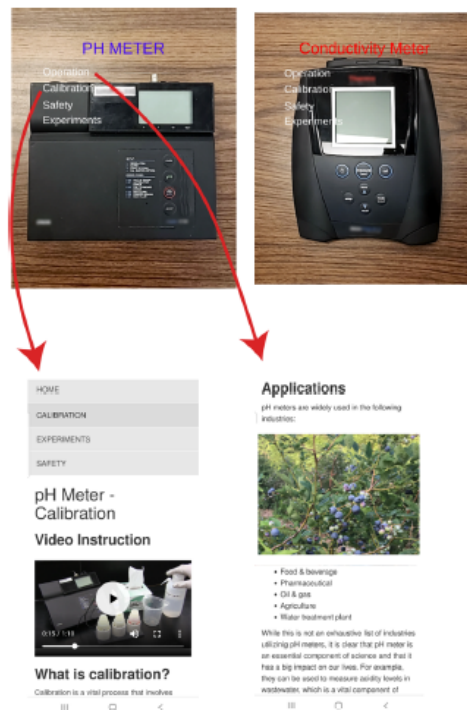 PH METER
Operation
Calibration
Safety
Experiments
Conductivity Meter
Operation
Calibration
Safety
Experiments
HOME
CALIBRATION
EXPERIMENTS
SAFETY
pH Meter -
Calibration
Video Instruction
0:15 / 1:13
What is calibration?
Calibration is a vital process that involves
Applications
pH meters are widely used in the following
industries:
• Food & beverage
• Pharmaceutical
• Oil & gas
• Agriculture
• Water treatment plant
While this is not an exhaustive list of industries
utilizing pH meters, it is clear that pH meter is
an essential component of science and that it
has a big impact on our lives. For example,
they can be used to measure acidity levels in
wastewater, which is a vital component of